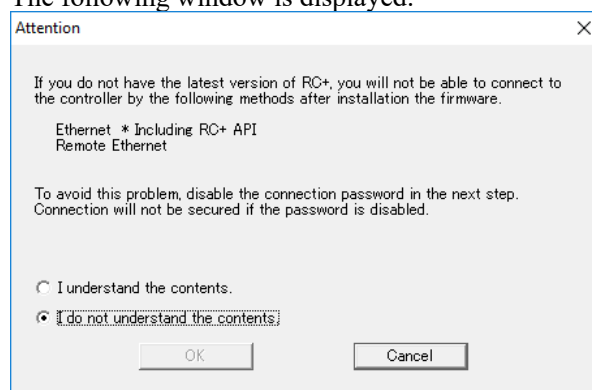 The following window is displayed.
Attention
If you do not have the latest version of RC+, you will not be able to connect to
the controller by the following methods after installation the firmware.
Ethernet * Including RC+ API
Remote Ethernet
To avoid this problem, disable the connection password in the next step.
Connection will not be secured if the password is disabled.
I understand the contents.
I do not understand the contents.
OK
Cancel